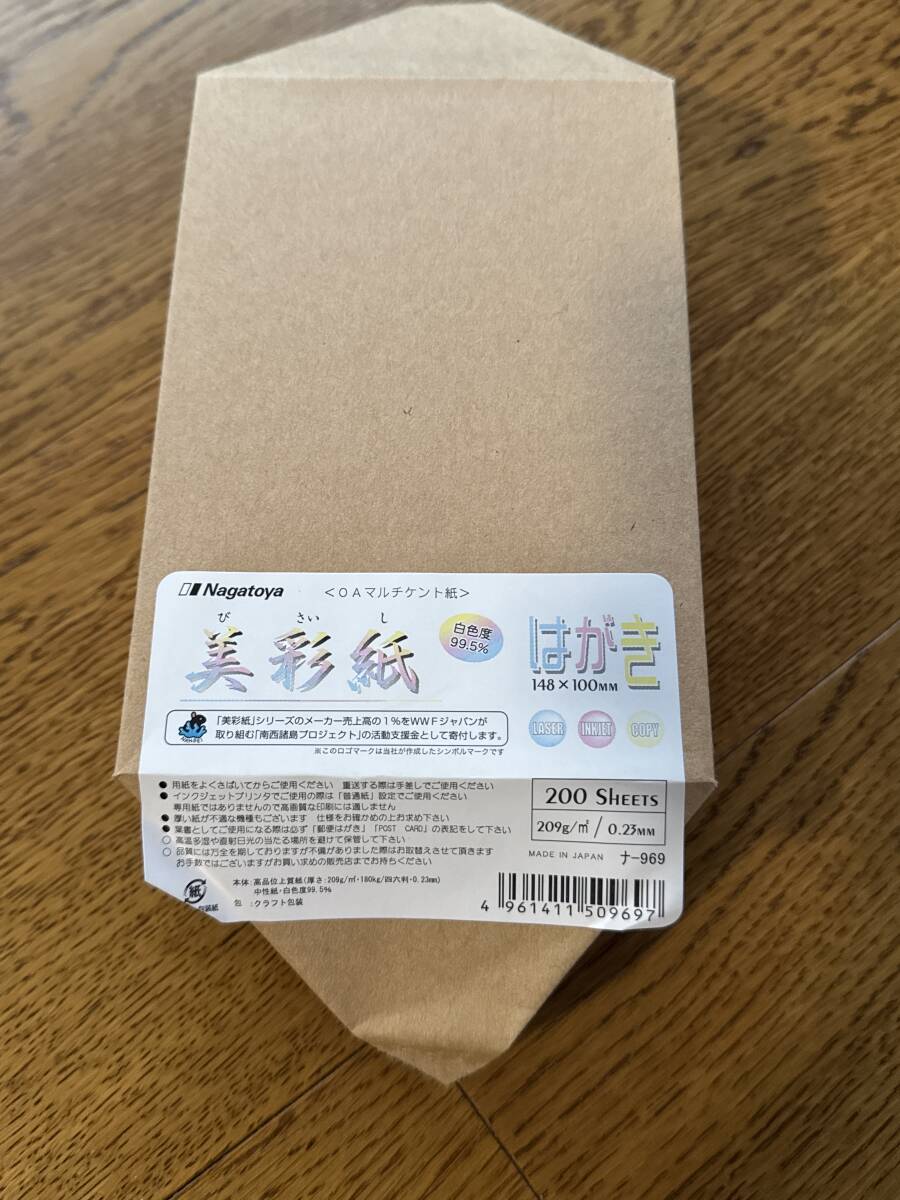 Nagatoya <OAマルチケント紙>
び さい し
美彩紙
白色度
99.5%
はがき
148×100MM
LASER INKJET COPY
「美彩紙」シリーズのメーカー売上高の1%をWWFジャパンが
取り組む「南西諸島プロジェクト」の活動支援金として寄付します。
※このロゴマークは当社が作成したシンボルマークです
●用紙をよくさばいてからご使用ください 重送する際は手差しでご使用ください
●インクジェットプリンタでご使用の際は「普通紙」設定でご使用ください
専用紙ではありませんので高画質な印刷には適しません
●厚い紙が不適な機種もございます 仕様をお確かめの上お求め下さい
●葉書としてご使用になる際は必ず「郵便はがき」「POST CARD」の表記をして下さい
○高温多湿や直射日光の当たる場所を避けて保管して下さい
○品質には万全を期しておりますが不備がありました際はお取替えさせて頂きます
お手数ではございますがお買い求めの販売店までお持ちください
200 SHEETS
209g/㎡/0.23MM
MADE IN JAPAN ナ-969
紙
包装紙
本体:高品位上質紙(厚さ:209g/㎡・180kg/四六判・0.23mm)
中性紙・白色度99.5%
包 :クラフト包装
4 961411 509697